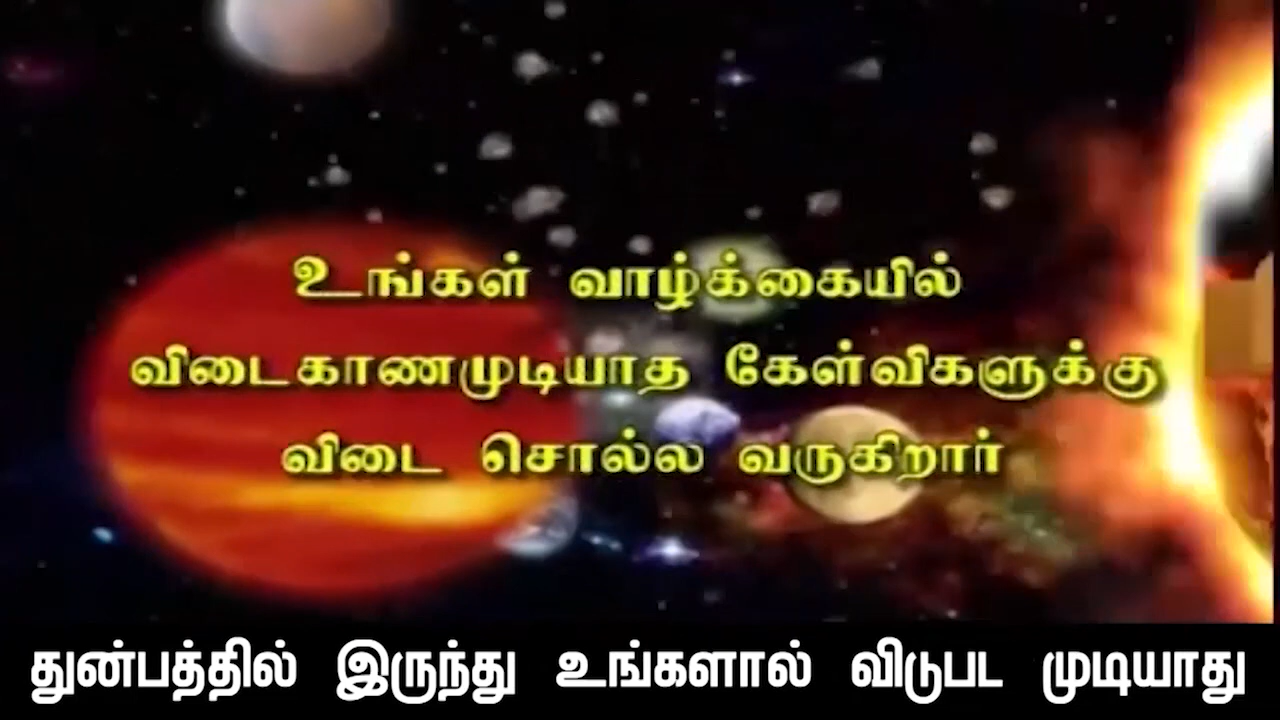 உங்கள் வாழ்க்கையில்
விடைகாணமுடியாத கேள்விகளுக்கு
விடை சொல்ல வருகிறார்
துன்பத்தில் இருந்து உங்களால் விடுபட முடியாது